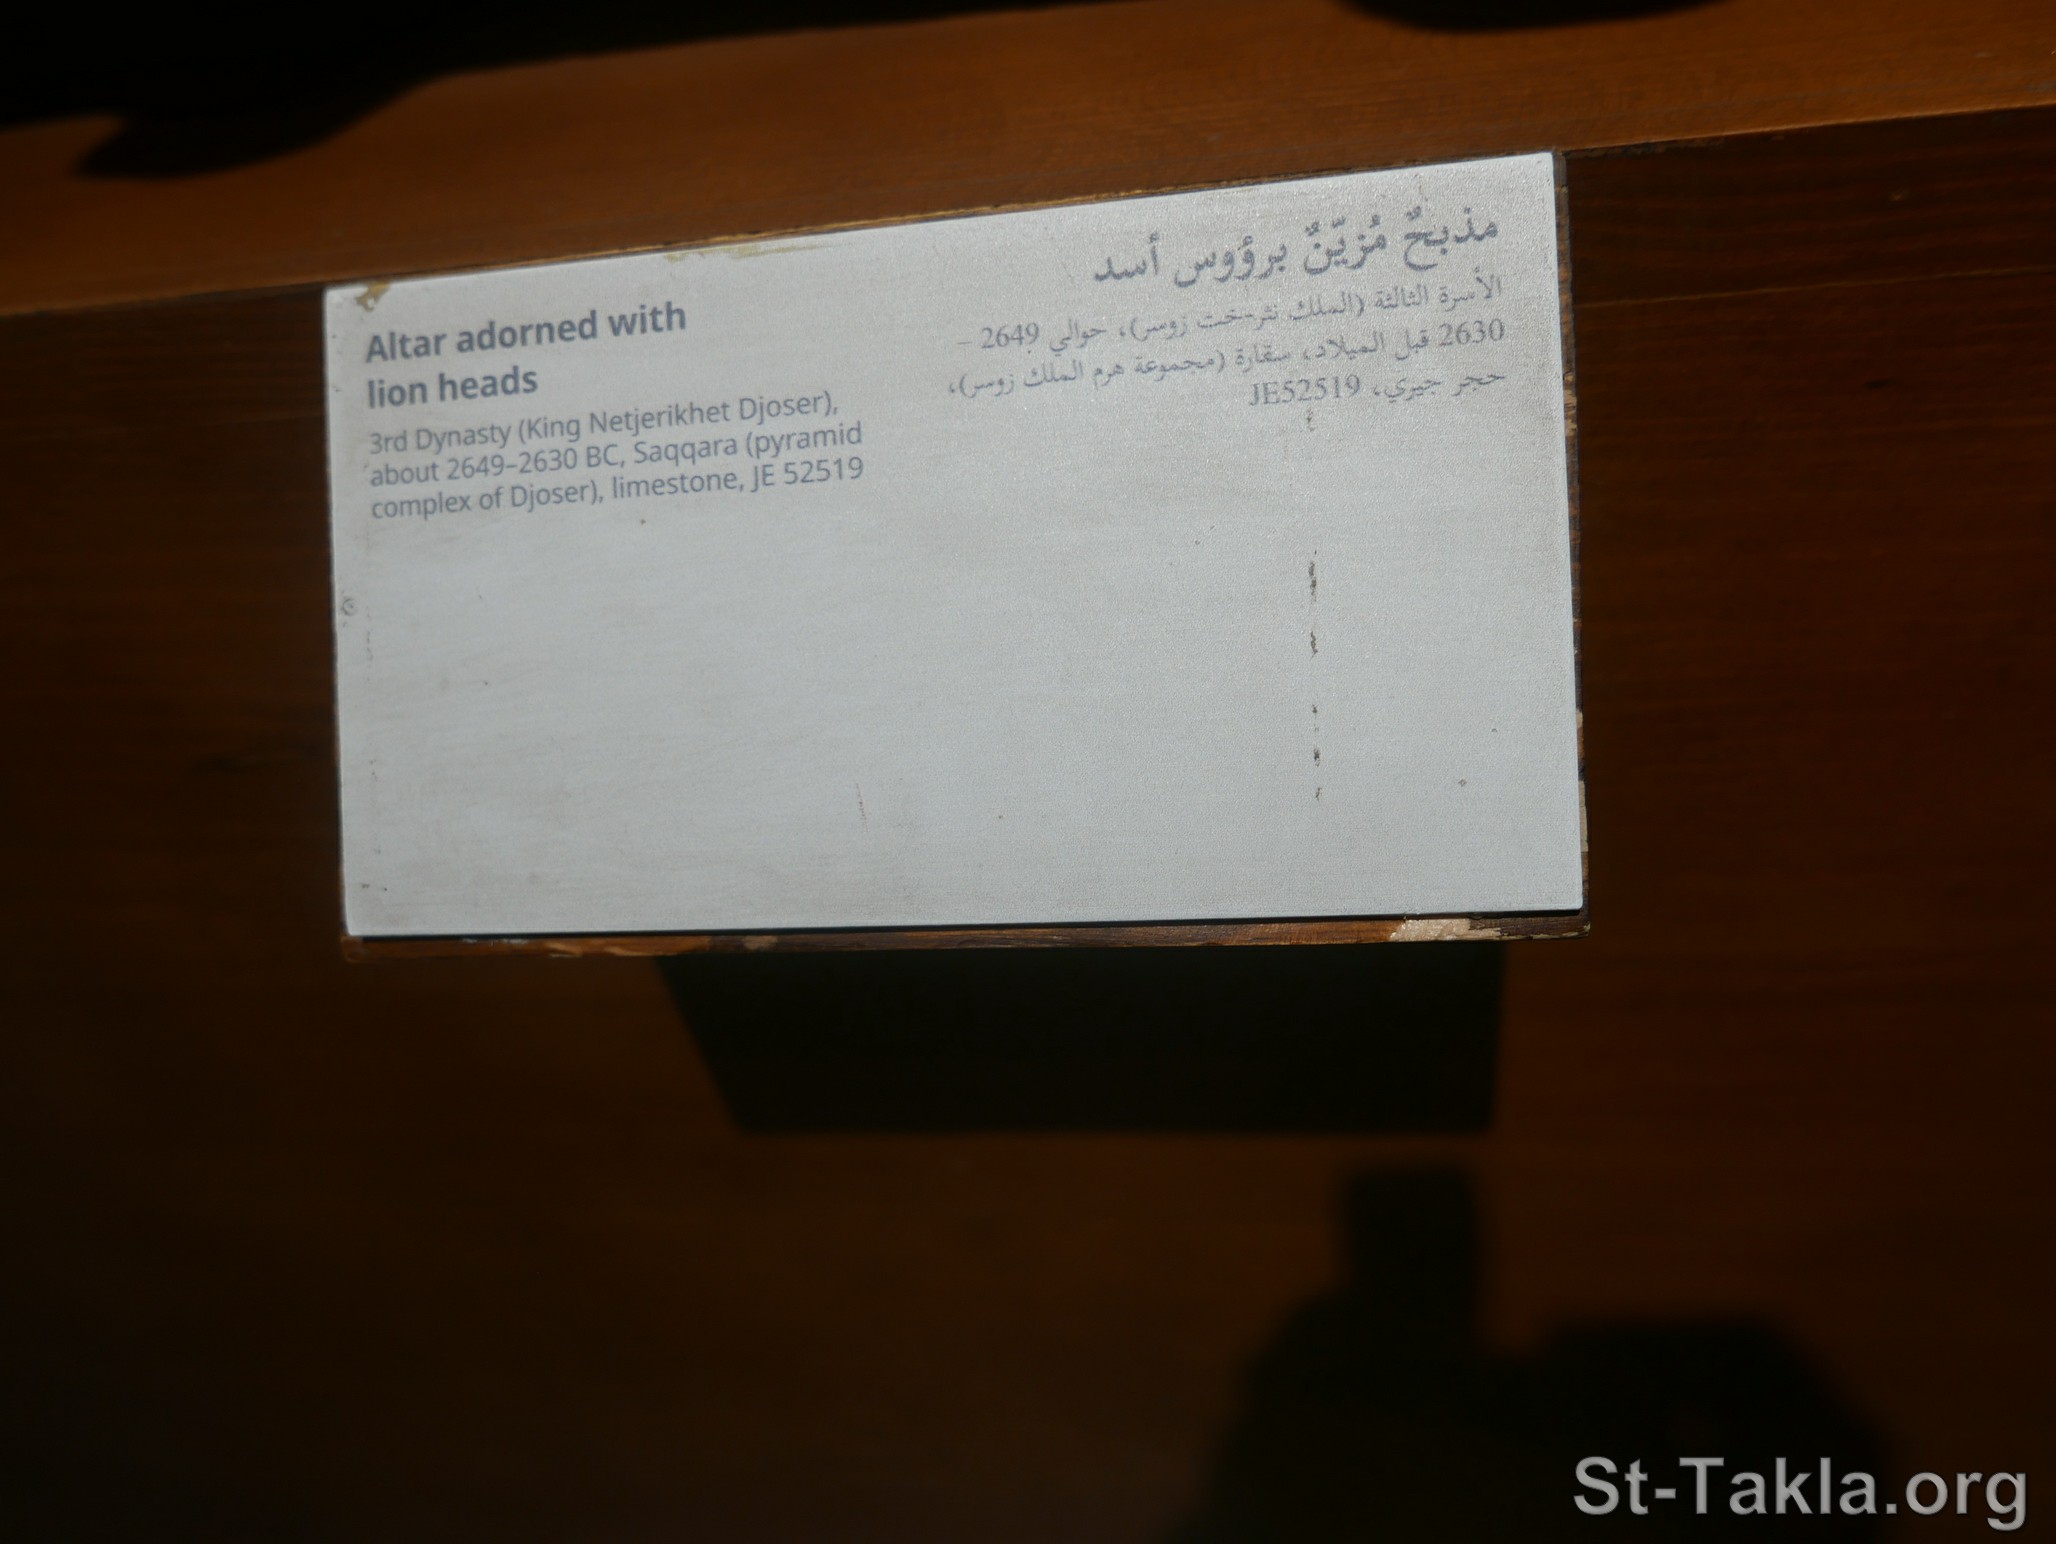 Altar adorned with
lion heads
3rd Dynasty (King Netjerikhet Djoser),
about 2649–2630 BC, Saqqara (pyramid
complex of Djoser), limestone, JE 52519
مذبحٌ مُزيّنٌ برؤوس أسد
الأسرة الثالثة (الملك نثر-خت زوسر)، حوالي 2649 –
2630 قبل الميلاد، سقارة (مجموعة هرم الملك زوسر)،
حجر جيري، JE52519
St-Takla.org